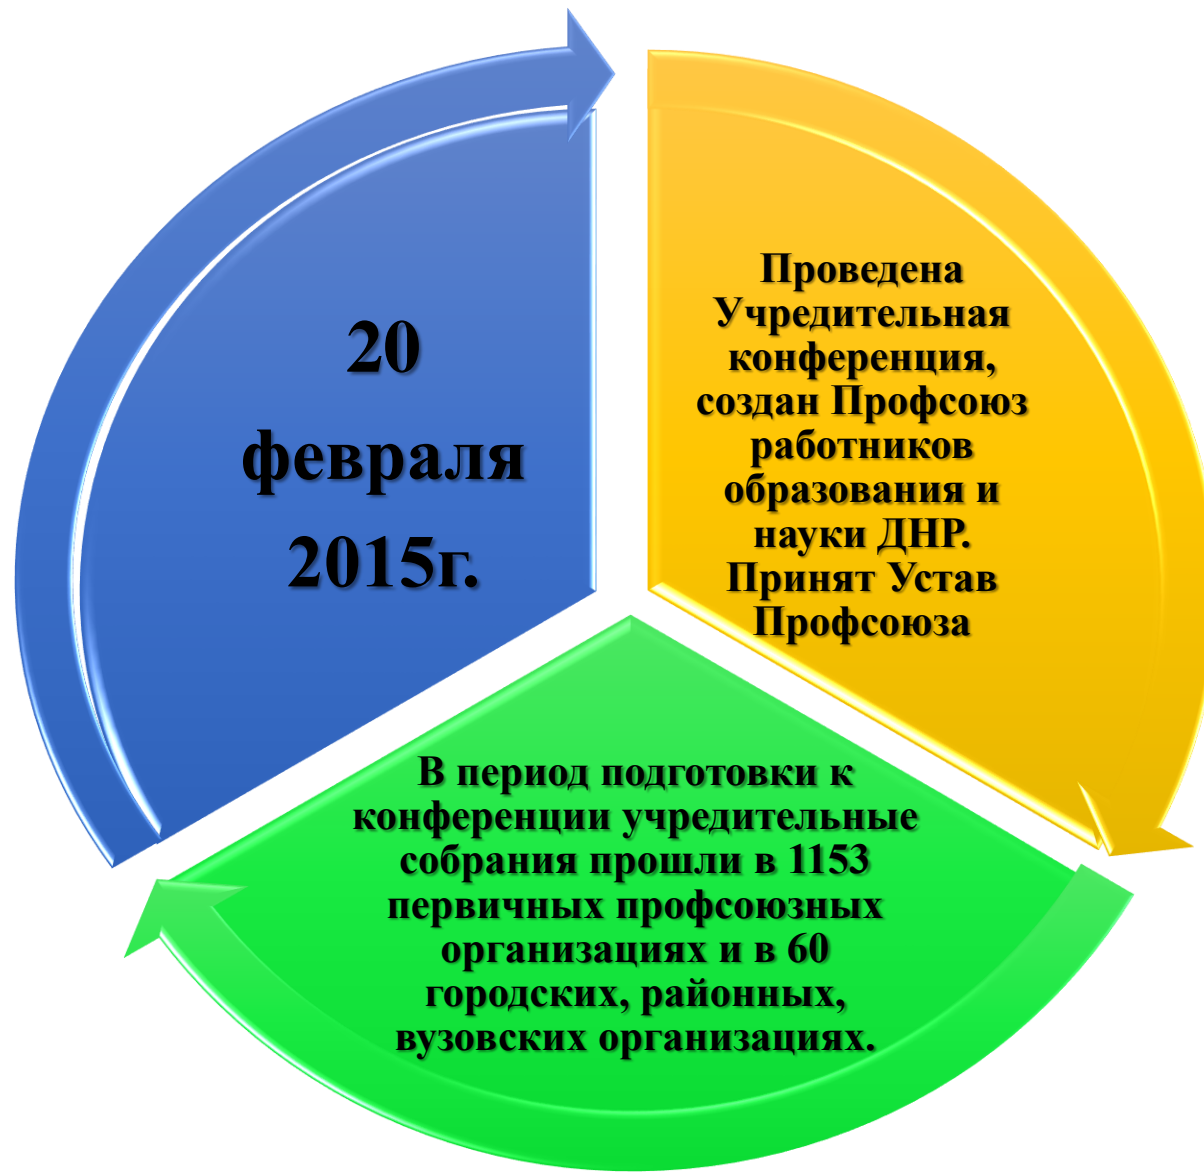 20
февраля
2015г.
Проведена
Учредительная
конференция,
создан Профсоюз
работников
образования и
науки ДНР.
Принят Устав
Профсоюза
В период подготовки к
конференции учредительные
собрания прошли в 1153
первичных профсоюзных
организациях и в 60
городских, районных,
вузовских организациях.